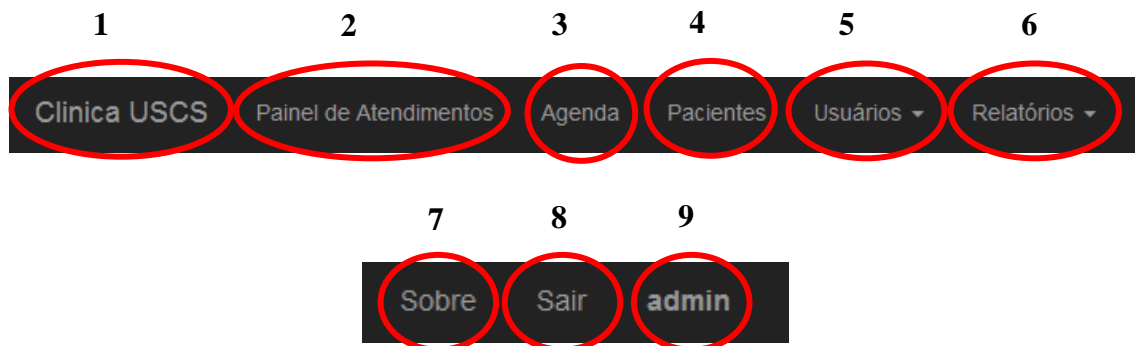 1 2 3 4 5 6
Clinica USCS Painel de Atendimentos Agenda Pacientes Usuários Relatórios
7 8 9
Sobre Sair admin